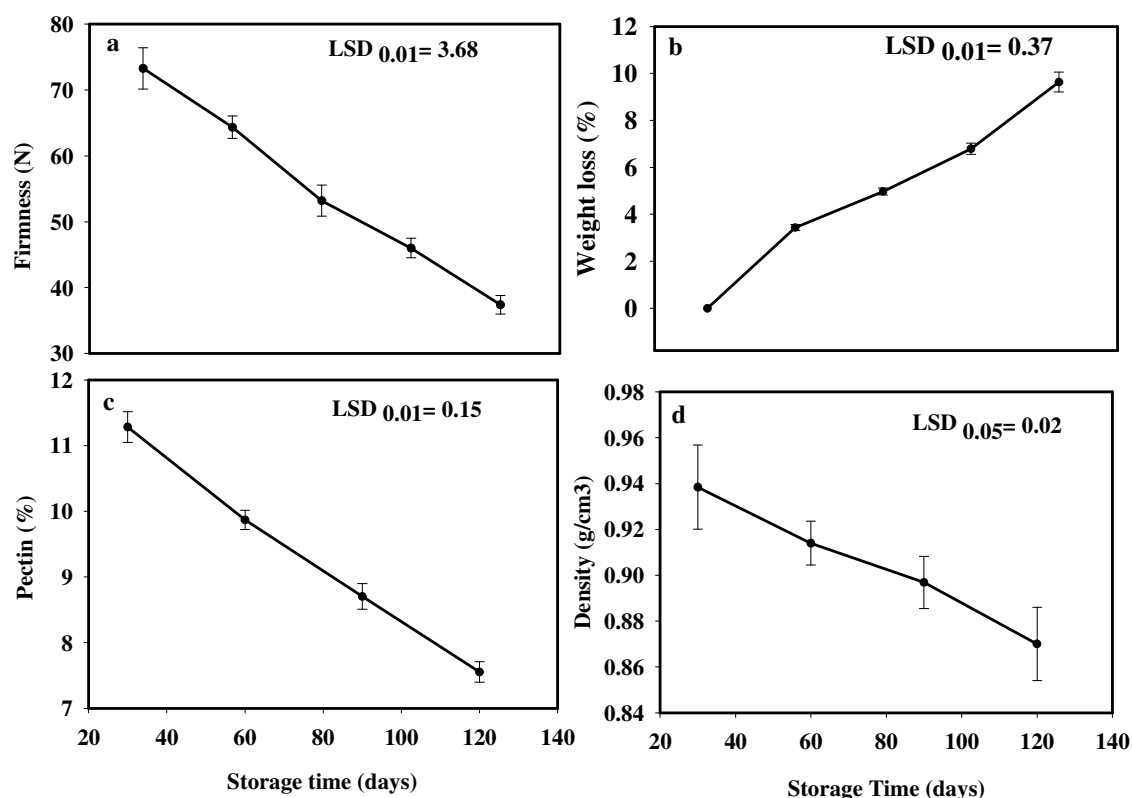 a
LSD 0.01= 3.68
Firmness (N)
80
70
60
50
40
30
b
LSD 0.01= 0.37
Weight loss (%)
12
10
8
6
4
2
0
c
LSD 0.01= 0.15
Pectin (%)
12
11
10
9
8
7
20 40 60 80 100 120 140
Storage time (days)
d
LSD 0.05= 0.02
Density (g/cm3)
0.98
0.96
0.94
0.92
0.90
0.88
0.86
0.84
20 40 60 80 100 120 140
Storage Time (days)